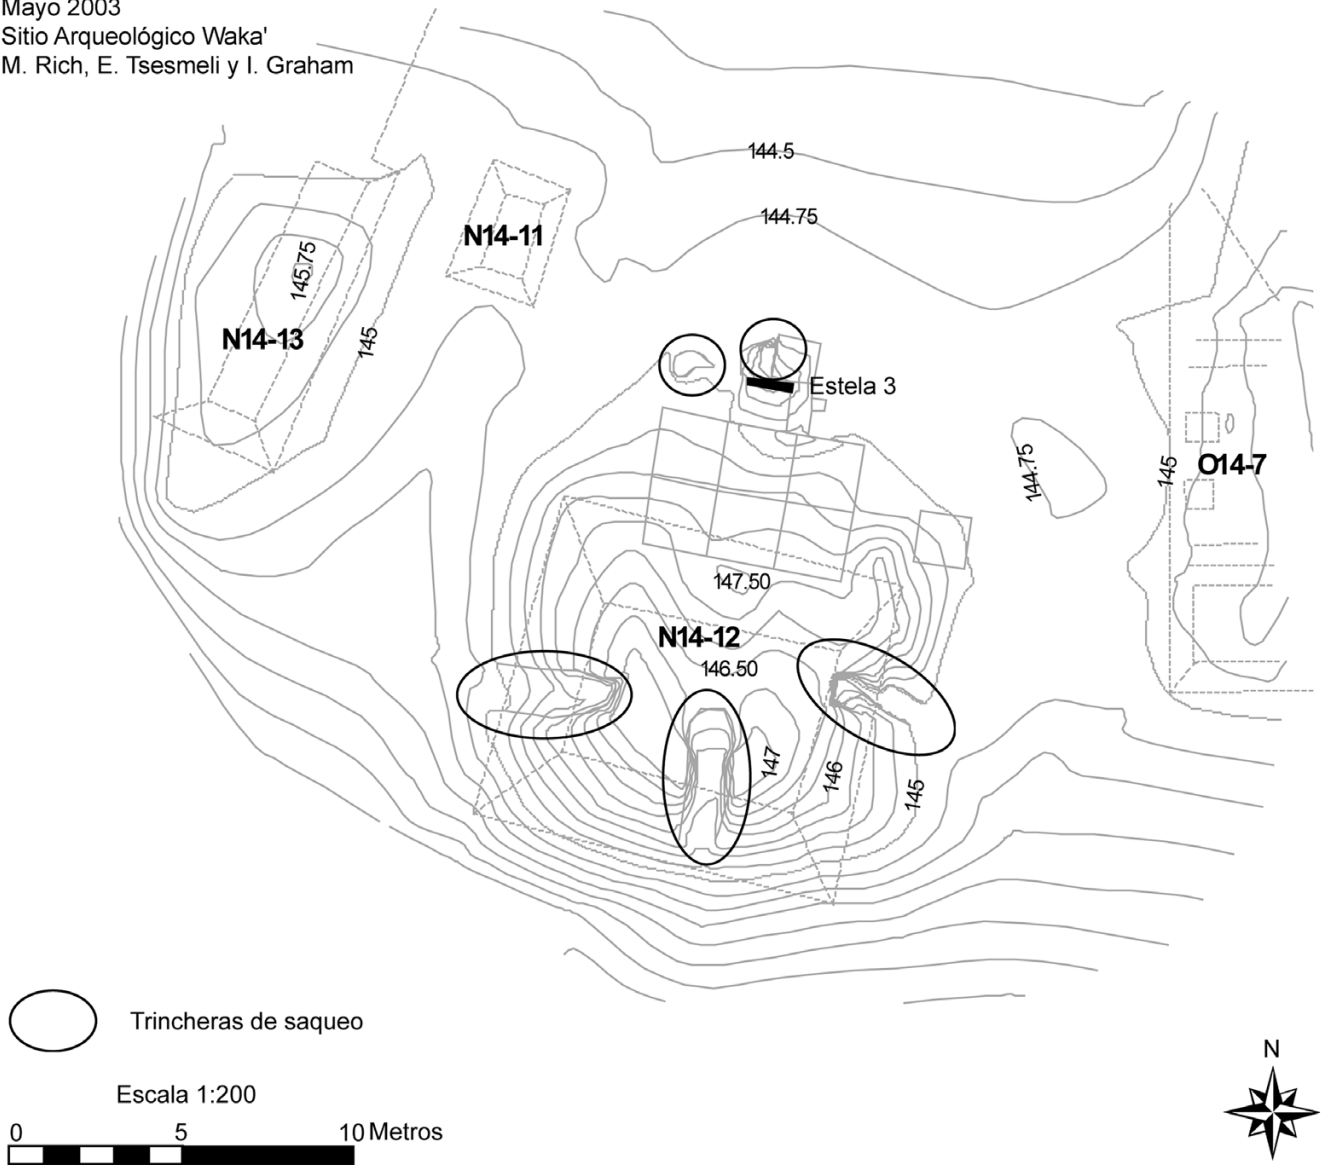 Mayo 2003
Sitio Arqueológico Waka'
M. Rich, E. Tsesmeli y I. Graham
144.5
144.75
N14-11
145.75
N14-13
145
Estela 3
144.75
145
O14-7
147.50
N14-12
146.50
147
146
145
Trincheras de saqueo
N
Escala 1:200
0 5 10 Metros